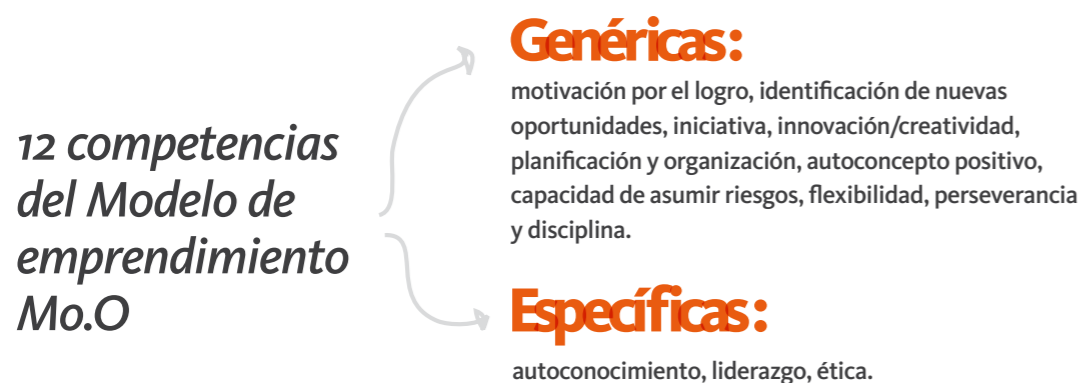 12 competencias
del Modelo de
emprendimiento
Mo.O
Genéricas:
motivación por el logro, identificación de nuevas
oportunidades, iniciativa, innovación/creatividad,
planificación y organización, autoconcepto positivo,
capacidad de asumir riesgos, flexibilidad, perseverancia
y disciplina.
Específicas:
autoconocimiento, liderazgo, ética.